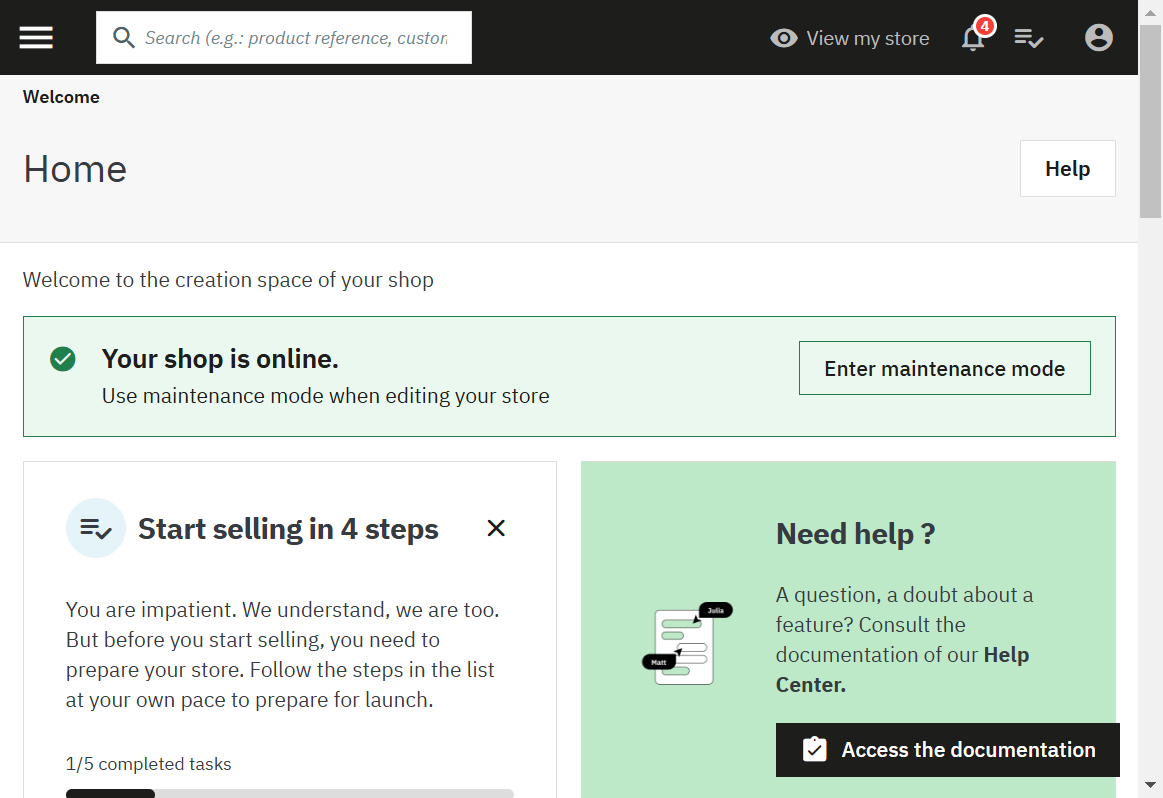 Search (e.g.: product reference, custon
View my store
4
Welcome
Home
Help
Welcome to the creation space of your shop
Your shop is online.
Use maintenance mode when editing your store
Enter maintenance mode
Start selling in 4 steps
You are impatient. We understand, we are too.
But before you start selling, you need to
prepare your store. Follow the steps in the list
at your own pace to prepare for launch.
1/5 completed tasks
Need help ?
Julia
Matt
A question, a doubt about a
feature? Consult the
documentation of our Help
Center.
Access the documentation